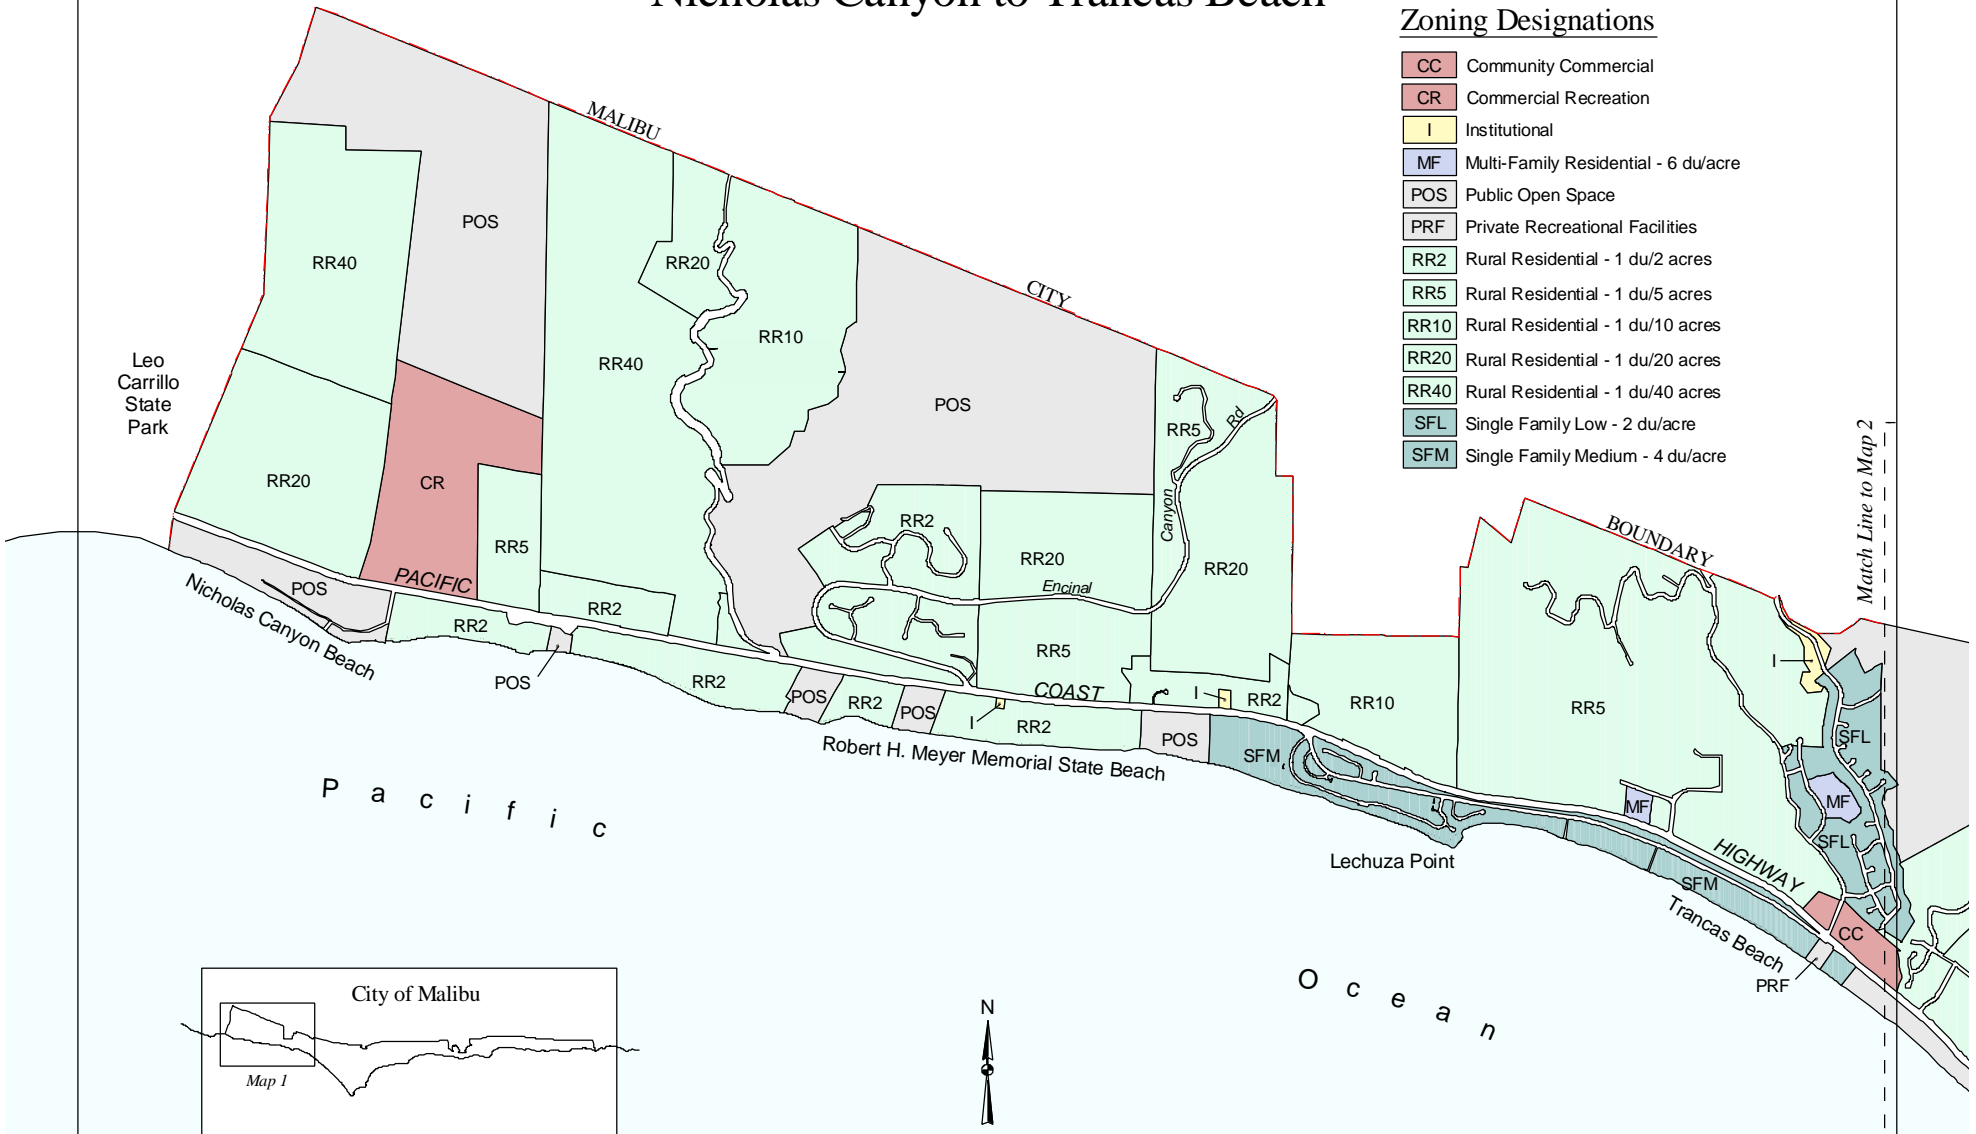 Nicholas Canyon to Trancas Beach
Zoning Designations
CC Community Commercial
CR Commercial Recreation
I Institutional
MF Multi-Family Residential - 6 du/acre
POS Public Open Space
PRF Private Recreational Facilities
RR2 Rural Residential - 1 du/2 acres
RR5 Rural Residential - 1 du/5 acres
RR10 Rural Residential - 1 du/10 acres
RR20 Rural Residential - 1 du/20 acres
RR40 Rural Residential - 1 du/40 acres
SFL Single Family Low - 2 du/acre
SFM Single Family Medium - 4 du/acre
MALIBU
CITY
BOUNDARY
Match Line to Map 2
POS
RR40
RR20
RR10
RR40
Leo
Carrillo
State
Park
POS
RR5
Rd
Canyon
RR20
CR
RR5
RR2
RR20
RR20
Encinal
PACIFIC
POS
RR2
RR2
Nicholas Canyon Beach
POS
RR5
COAST
RR2
POS
RR2
POS
I
RR2
I
RR2
RR10
RR5
I
SFL
POS
SFM
Robert H. Meyer Memorial State Beach
MF
MF
SFL
HIGHWAY
Lechuza Point
SFM
Trancas Beach
CC
PRF
Pacific
Ocean
City of Malibu
Map 1
N